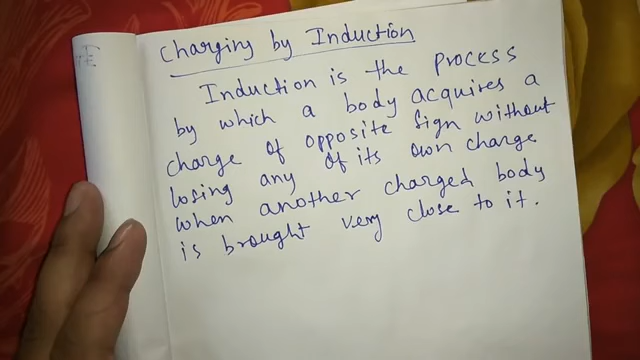 Charging by Induction
Induction is the process
by which a body acquires a
charge of opposite sign without
losing any of its own charge
when another charged body
is brought very close to it.